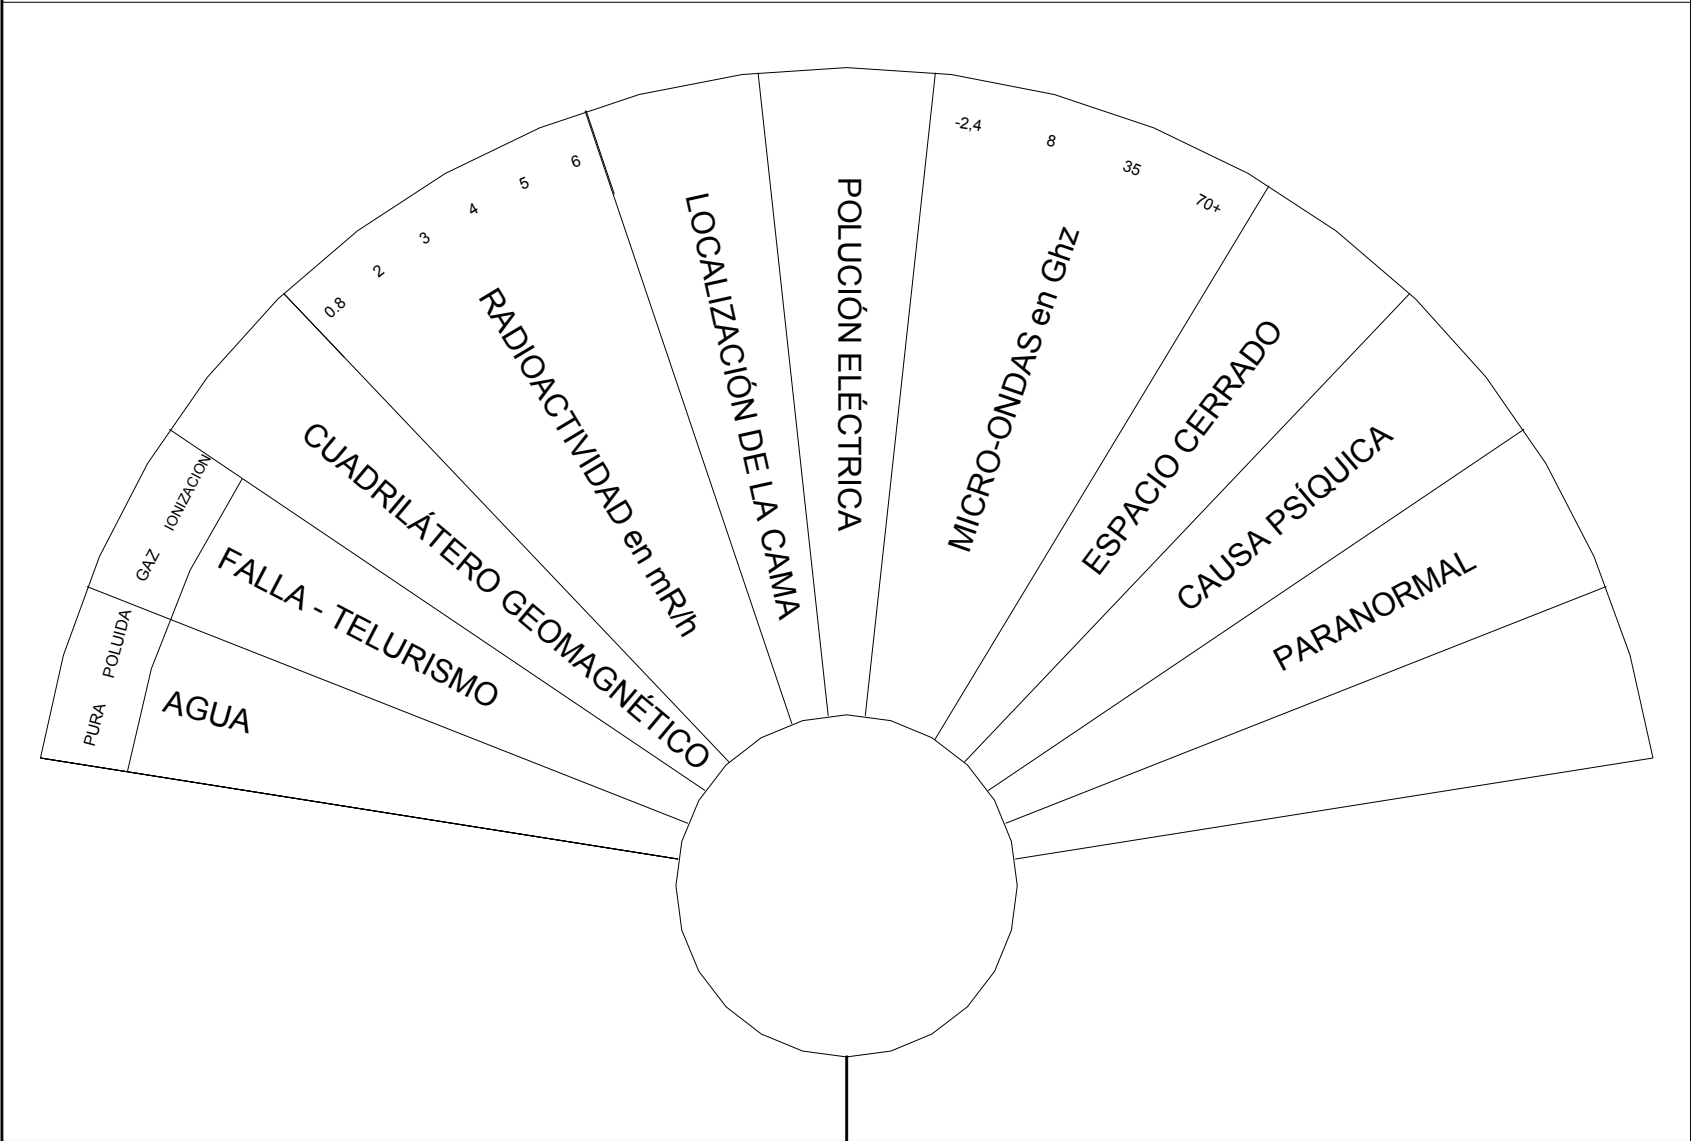 PURA
POLUIDA
AGUA
GAZ
IONIZACION
FALLA - TELURISMO
CUADRILÁTERO GEOMAGNÉTICO
0.8
2
3
4
5
6
RADIOACTIVIDAD en mR/h
LOCALIZACIÓN DE LA CAMA
POLUCIÓN ELÉCTRICA
-2,4
8
35
70+
MICRO-ONDAS en Ghz
ESPACIO CERRADO
CAUSA PSÍQUICA
PARANORMAL